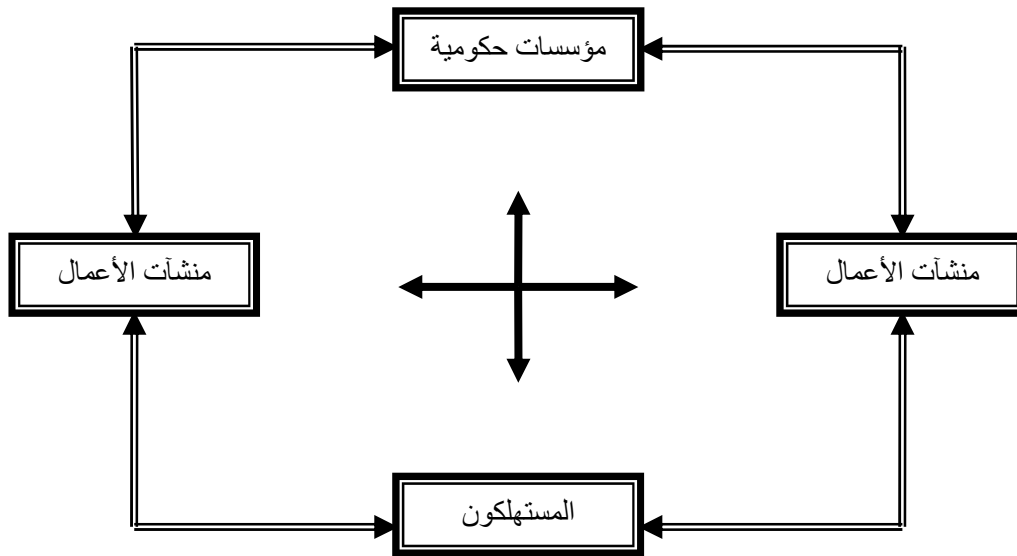 مؤسسات حكومية
منشآت الأعمال
منشآت الأعمال
المستهلكون